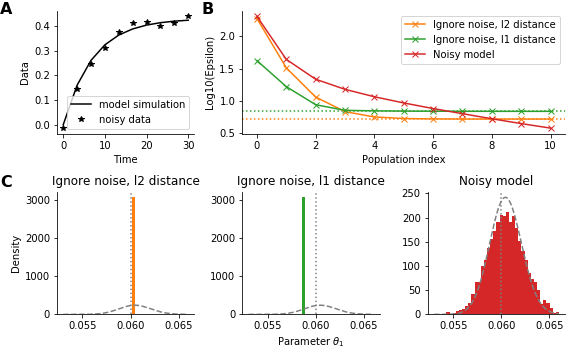 A
Data
0.4
0.3
0.2
0.1
0.0
model simulation
noisy data
0 10 20 30
Time
B
Log10(Epsilon)
2.0
1.5
1.0
0.5
Ignore noise, l2 distance
Ignore noise, l1 distance
Noisy model
0 2 4 6 8 10
Population index
C
Ignore noise, l2 distance
Density
3000
2000
1000
0
0.055 0.060 0.065
Ignore noise, l1 distance
3000
2000
1000
0
0.055 0.060 0.065
Parameter θ1
Noisy model
250
200
150
100
50
0
0.055 0.060 0.065